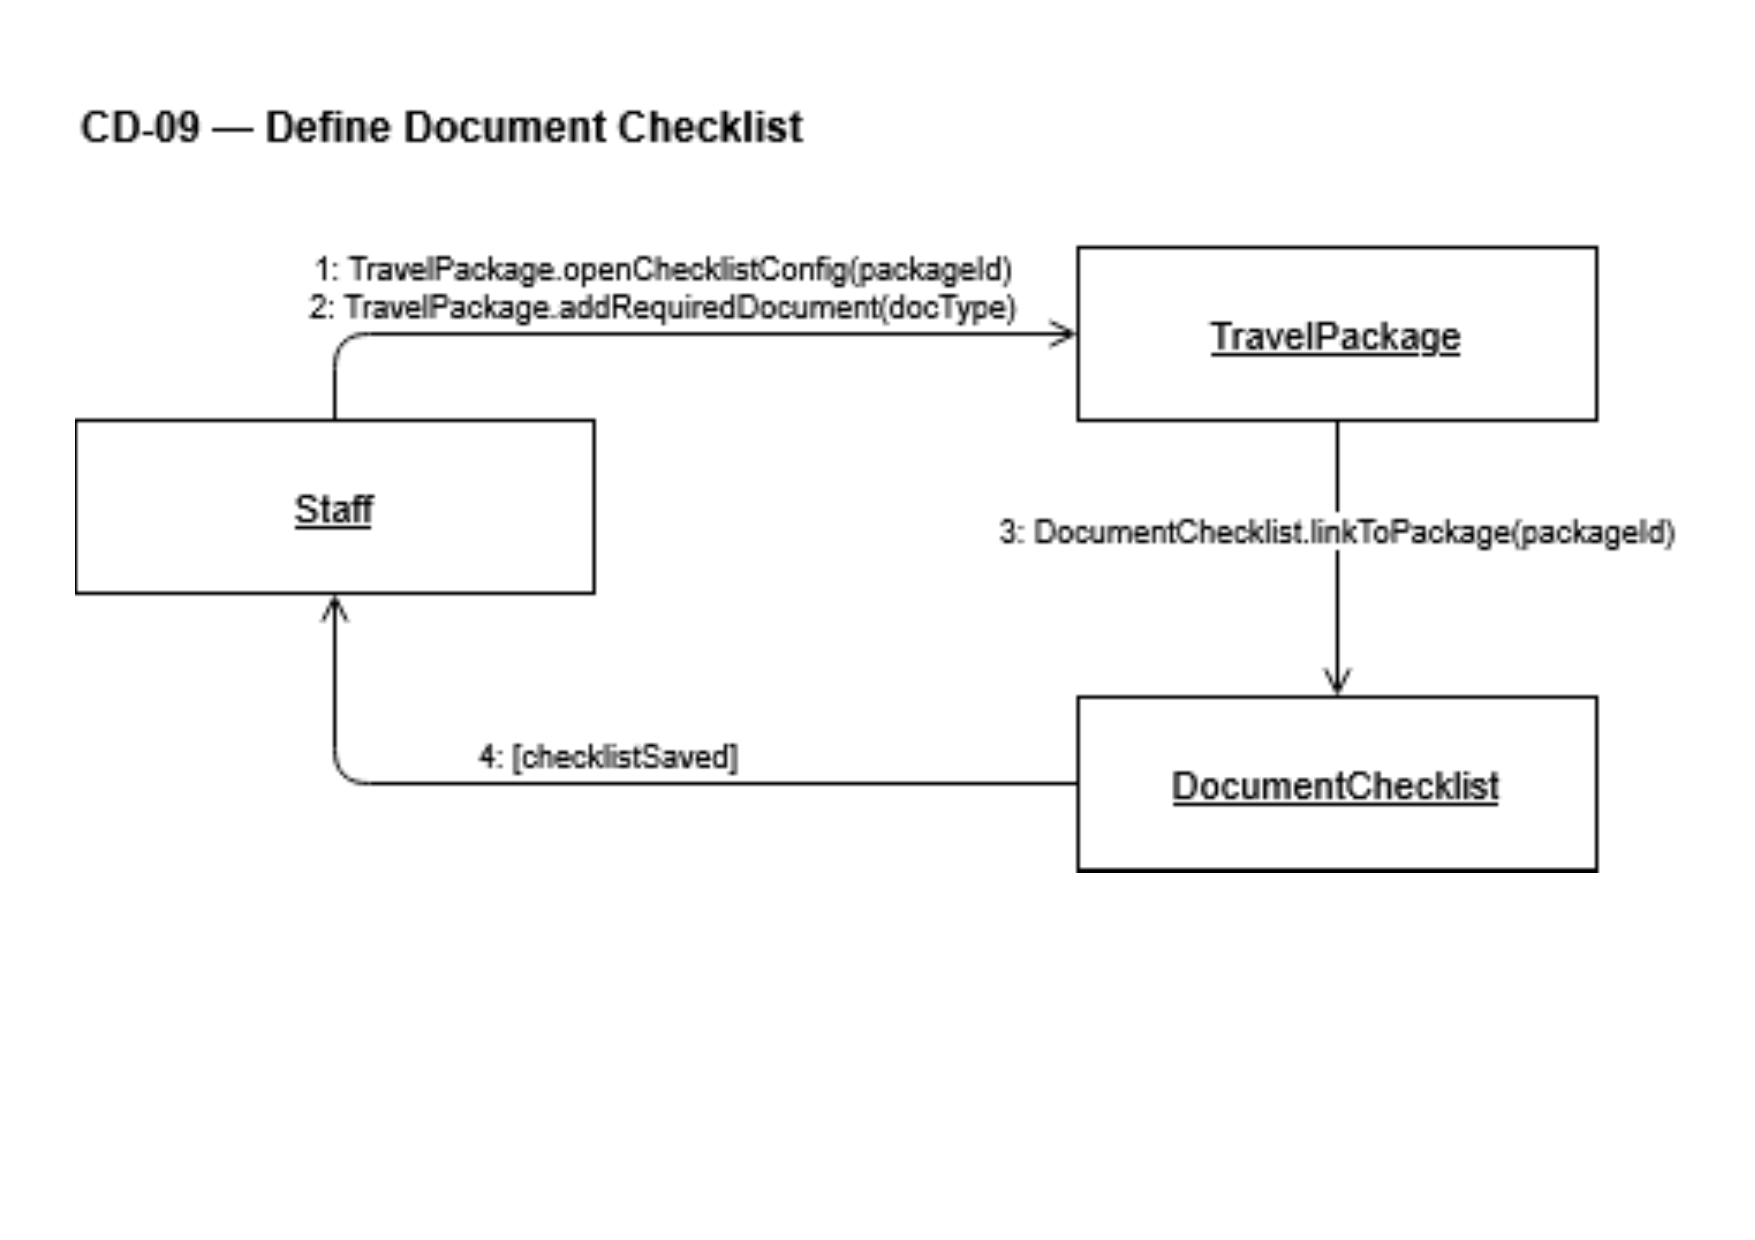 CD-09 — Define Document Checklist
1: TravelPackage.openChecklistConfig(packageId)
2: TravelPackage.addRequiredDocument(docType)
TravelPackage
Staff
3: DocumentChecklist.linkToPackage(packageId)
4: [checklistSaved]
DocumentChecklist